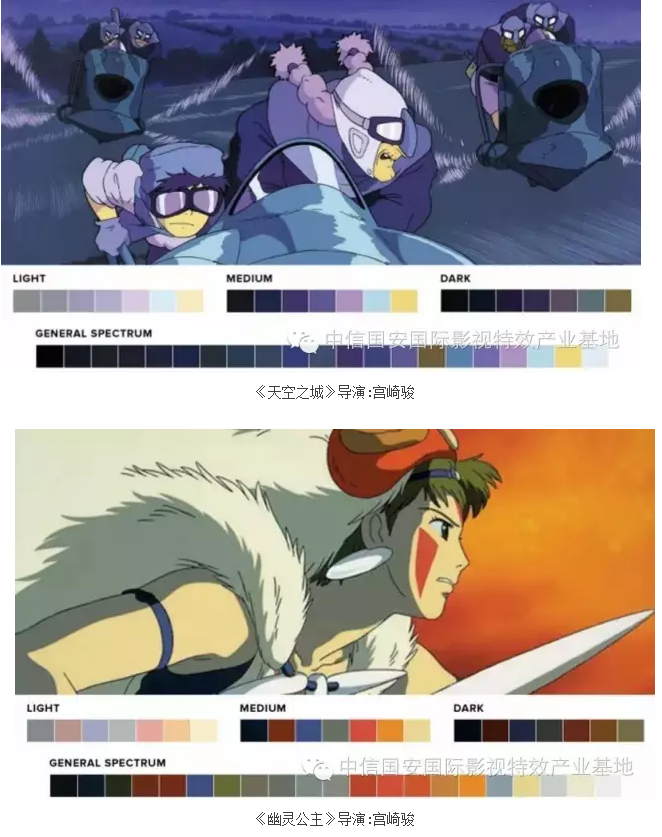 LIGHT MEDIUM DARK
GENERAL SPECTRUM
中信国安国际影视特效产业基地
《天空之城》导演:宫崎骏
LIGHT MEDIUM DARK
GENERAL SPECTRUM
中信国安国际影视特效产业基地
《幽灵公主》导演:宫崎骏